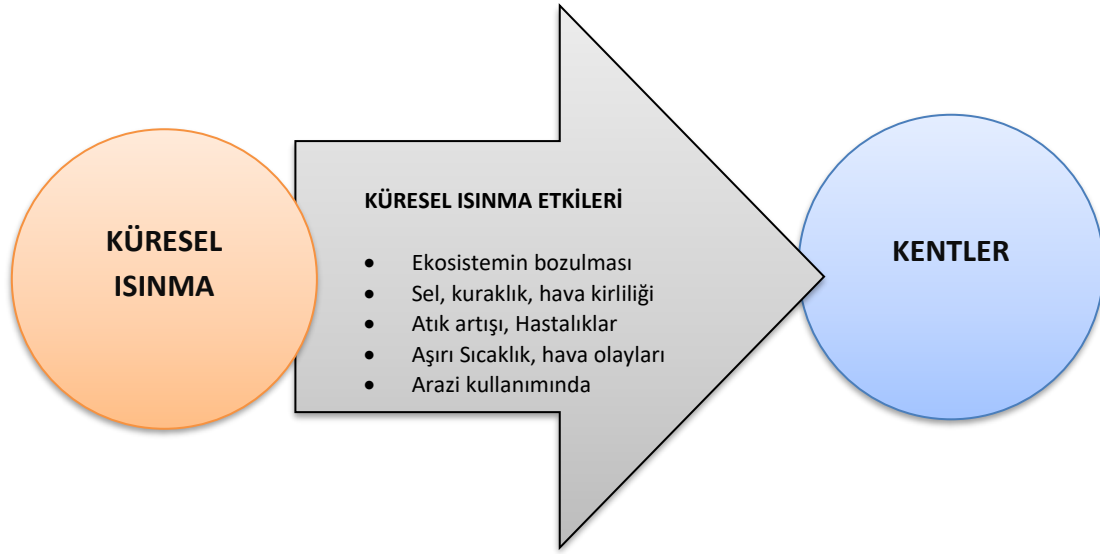 KÜRESEL
ISINMA
KÜRESEL ISINMA ETKİLERİ
• Ekosistemin bozulması
• Sel, kuraklık, hava kirliliği
• Atık artışı, Hastalıklar
• Aşırı Sıcaklık, hava olayları
• Arazi kullanımında
KENTLER